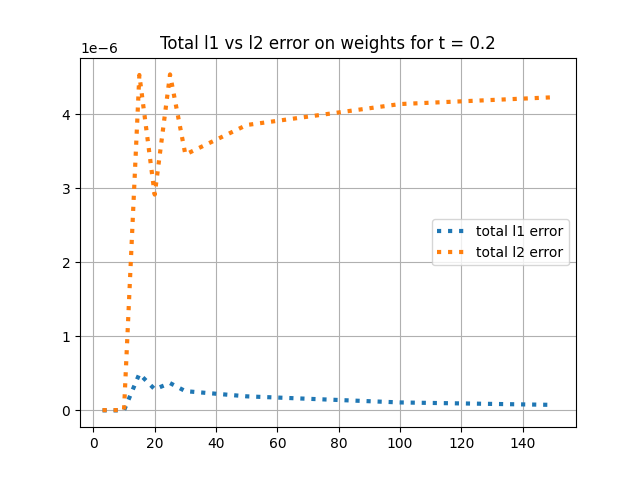 Total l1 vs l2 error on weights for t = 0.2
1e−6
4
3
2
1
0
total l1 error
total l2 error
0 20 40 60 80 100 120 140